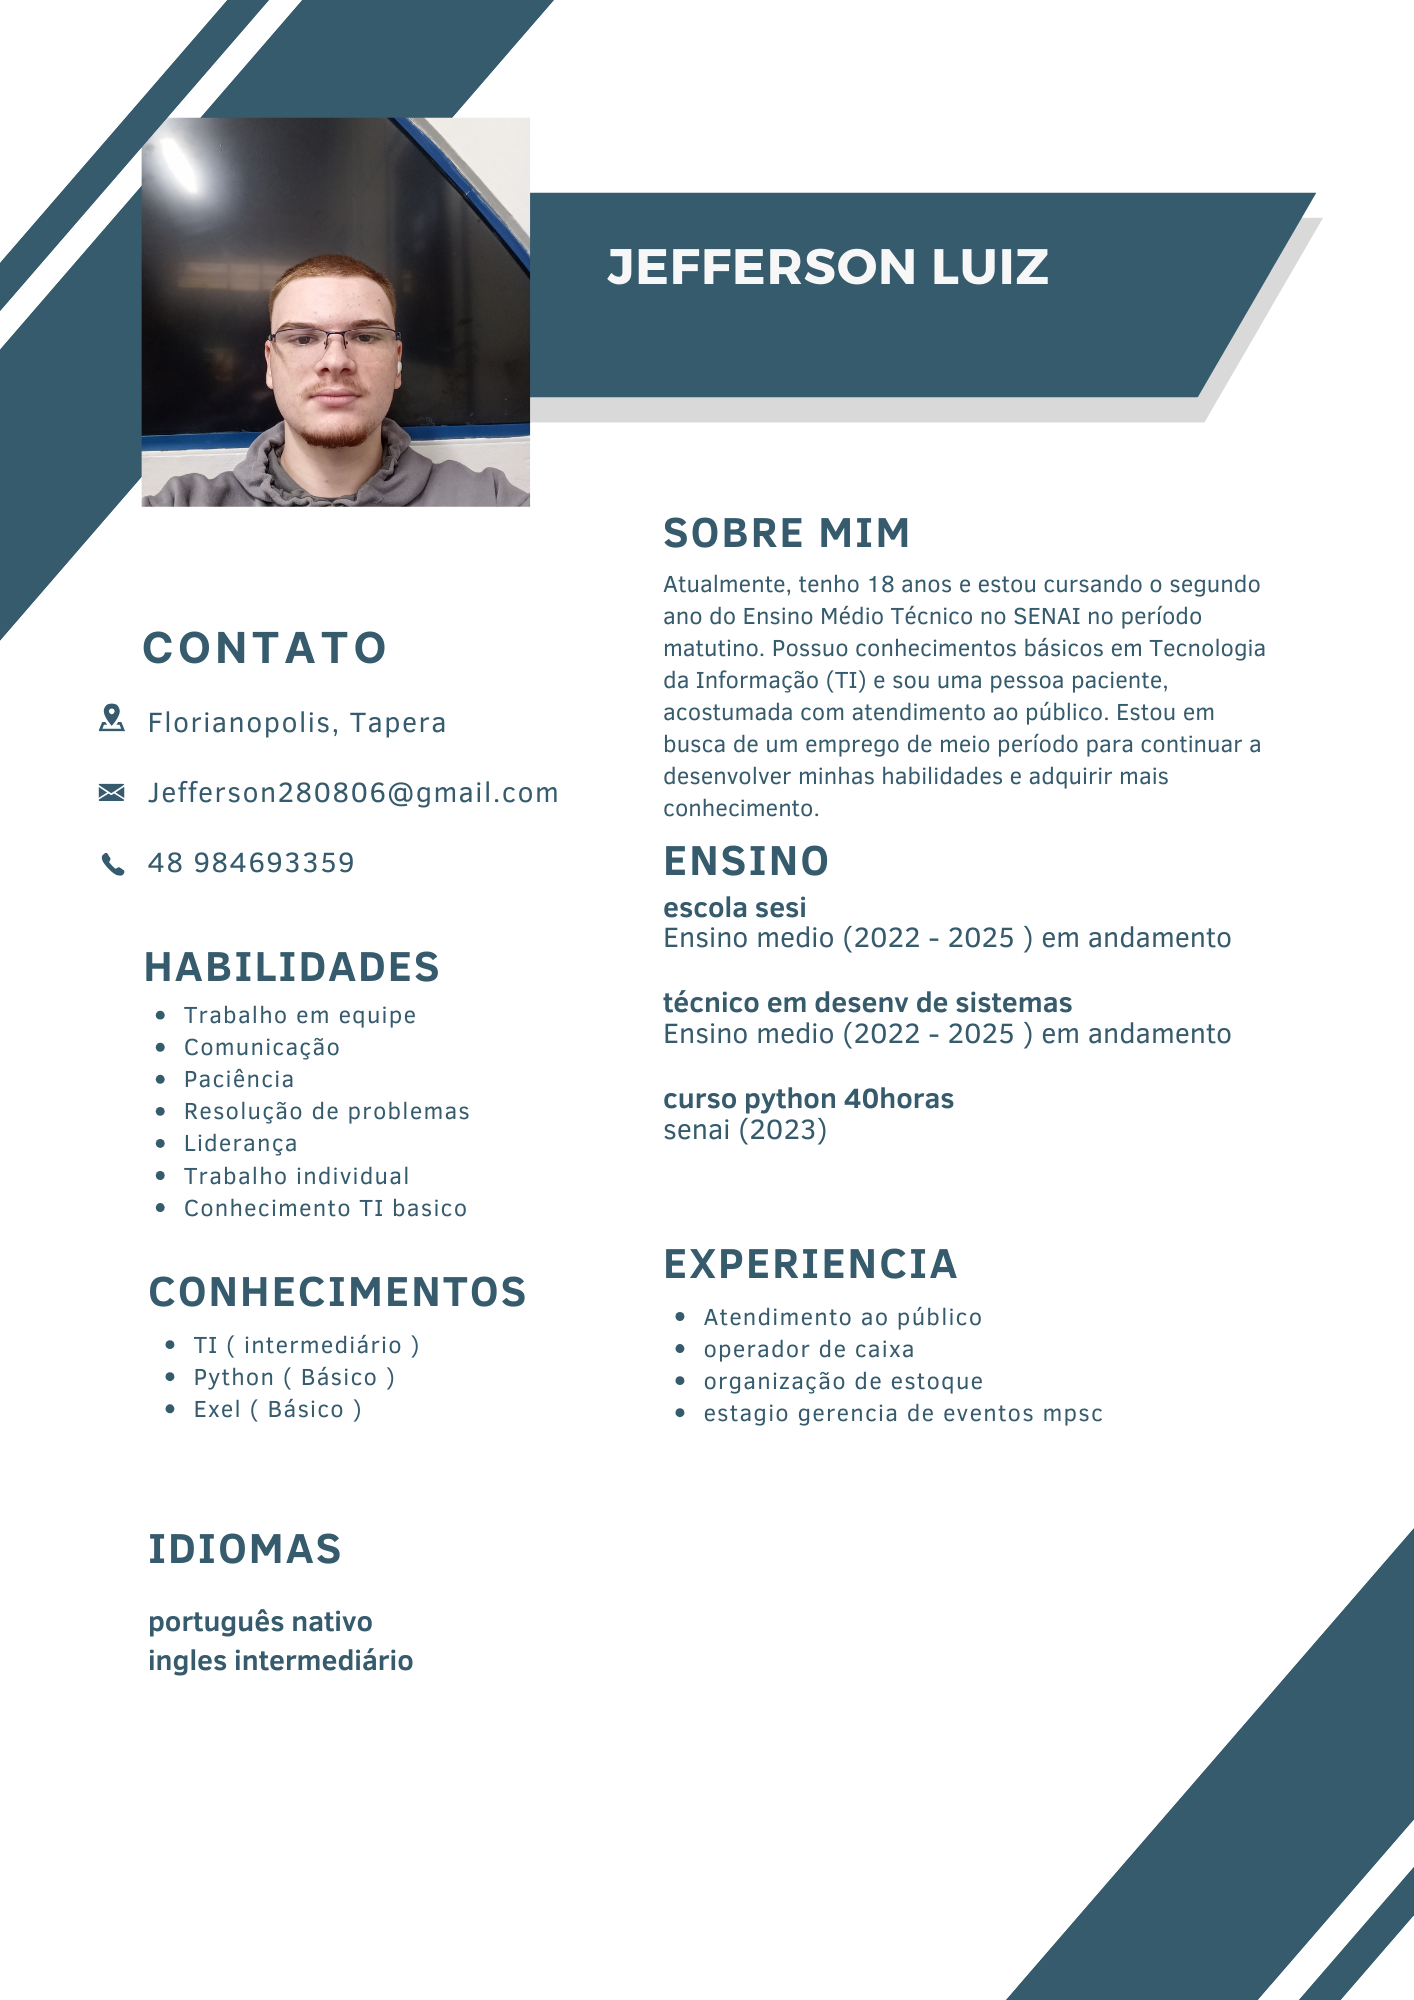 JEFFERSON LUIZ
CONTATO
Florianopolis, Tapera
Jefferson280806@gmail.com
48 984693359
HABILIDADES
Trabalho em equipe
Comunicação
Paciência
Resolução de problemas
Liderança
Trabalho individual
Conhecimento TI basico
CONHECIMENTOS
TI ( intermediário )
Python ( Básico )
Exel ( Básico )
IDIOMAS
português nativo
ingles intermediário
SOBRE MIM
Atualmente, tenho 18 anos e estou cursando o segundo
ano do Ensino Médio Técnico no SENAI no período
matutino. Possuo conhecimentos básicos em Tecnologia
da Informação (TI) e sou uma pessoa paciente,
acostumada com atendimento ao público. Estou em
busca de um emprego de meio período para continuar a
desenvolver minhas habilidades e adquirir mais
conhecimento.
ENSINO
escola sesi
Ensino medio (2022 - 2025 ) em andamento
técnico em desenv de sistemas
Ensino medio (2022 - 2025 ) em andamento
curso python 40horas
senai (2023)
EXPERIENCIA
Atendimento ao público
operador de caixa
organização de estoque
estagio gerencia de eventos mpsc